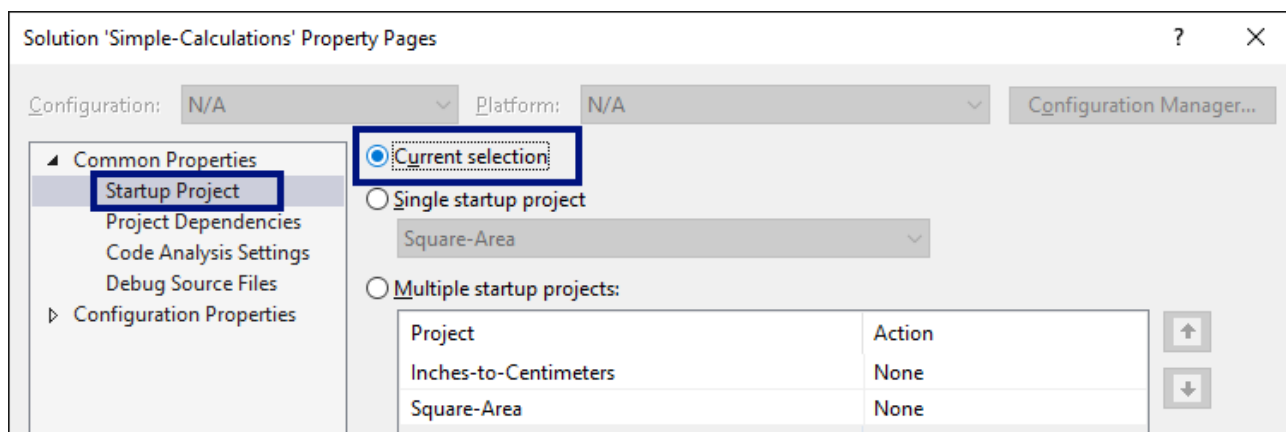 Solution 'Simple-Calculations' Property Pages
?
Configuration: N/A Platform: N/A Configuration Manager...
Common Properties
Startup Project
Project Dependencies
Code Analysis Settings
Debug Source Files
Configuration Properties
Current selection
Single startup project
Square-Area
Multiple startup projects:
Project Action
Inches-to-Centimeters None
Square-Area None